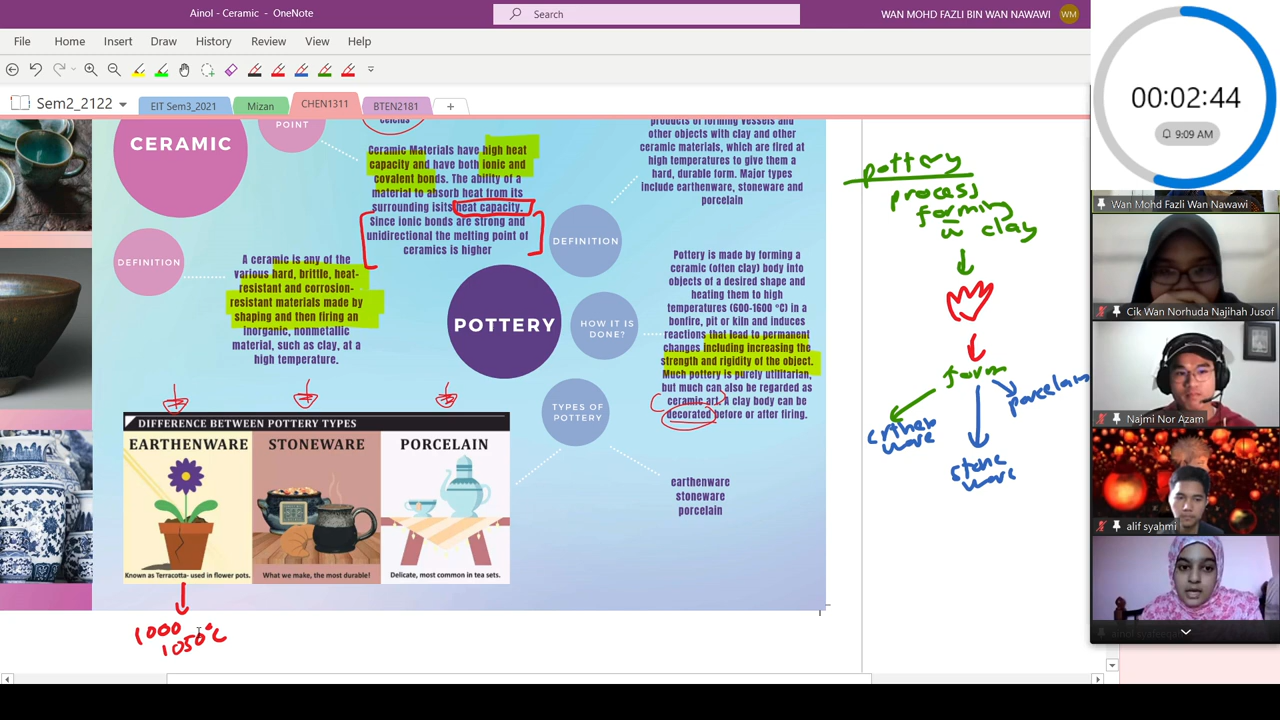 Ainol - Ceramic - OneNote
Search
WAN MOHD FAZLI BIN WAN NAWAWI
WM
File Home Insert Draw History Review View Help
Sem2_2122
EIT Sem3_2021
Mizan
CHEN1311
BTEN2181
+
CERAMIC
POINT
celcius
Ceramic Materials have high heat
capacity and have both ionic and
covalent bonds. The ability of a
material to absorb heat from its
surrounding isits heat capacity.
Since ionic bonds are strong and
unidirectional the melting point of
ceramics is higher
DEFINITION
A ceramic is any of the
various hard, brittle, heat-
resistant and corrosion-
resistant materials made by
shaping and then firing an
inorganic, nonmetallic
material, such as clay, at a
high temperature.
products of forming vessels and
other objects with clay and other
ceramic materials, which are fired at
high temperatures to give them a
hard, durable form. Major types
include earthenware, stoneware and
porcelain
DEFINITION
POTTERY
HOW IT IS
DONE?
Pottery is made by forming a
ceramic (often clay) body into
objects of a desired shape and
heating them to high
temperatures (600-1600 °C) in a
bonfire, pit or kiln and induces
reactions that lead to permanent
changes including increasing the
strength and rigidity of the object.
Much pottery is purely utilitarian,
but much can also be regarded as
ceramic art. A clay body can be
decorated before or after firing.
TYPES OF
POTTERY
earthenware
stoneware
porcelain
DIFFERENCE BETWEEN POTTERY TYPES
EARTHENWARE
STONEWARE
PORCELAIN
Known as Terracotta- used in flower pots.
What we make, the most durable!
Delicate, most common in tea sets.
1000
1050°C
pottery
process
forming
w clay
form
porcelain
stone
ware
00:02:44
9:09 AM
Wan Mohd Fazli Wan Nawawi
Cik Wan Norhuda Najihah Jusof
Najmi Nor Azam
alif syahmi